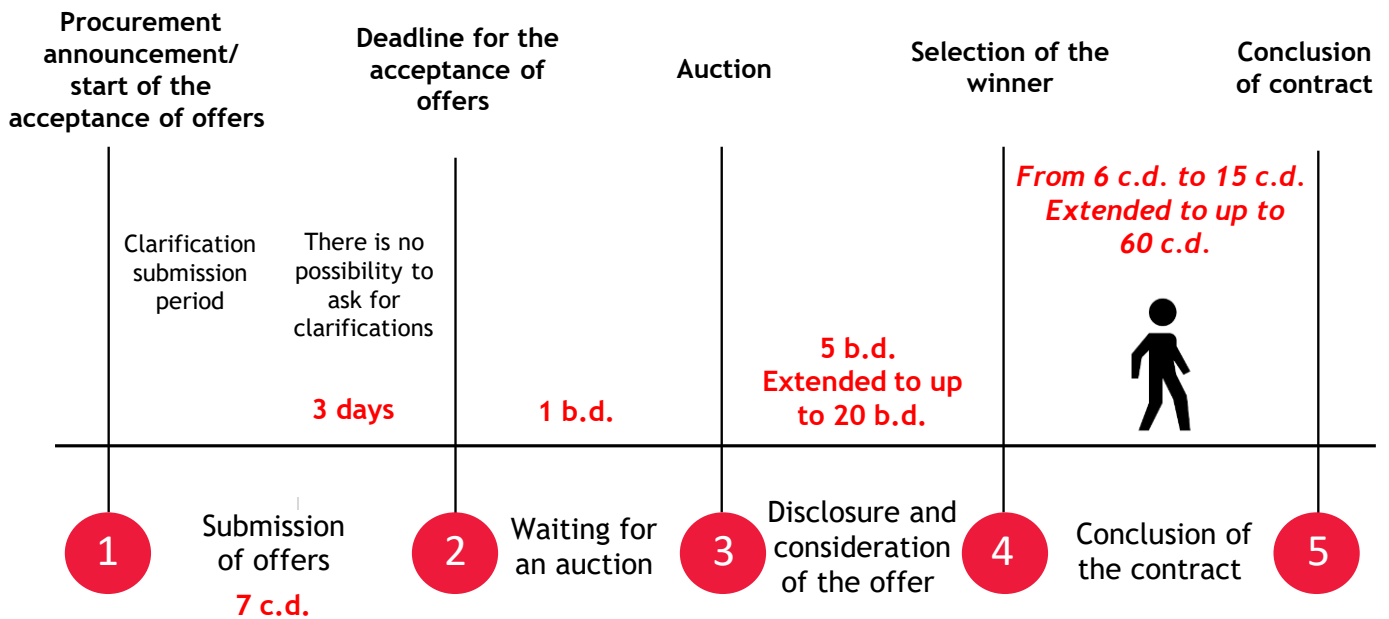 Procurement
announcement/
start of the
acceptance of offers
Deadline for the
acceptance of
offers
Auction
Selection of the
winner
Conclusion
of contract
Clarification
submission
period
There is no
possibility to
ask for
clarifications
3 days
1 b.d.
5 b.d.
Extended to up
to 20 b.d.
From 6 c.d. to 15 c.d.
Extended to up to
60 c.d.
1
Submission
of offers
7 c.d.
2
Waiting for
an auction
3
Disclosure and
consideration
of the offer
4
Conclusion of
the contract
5